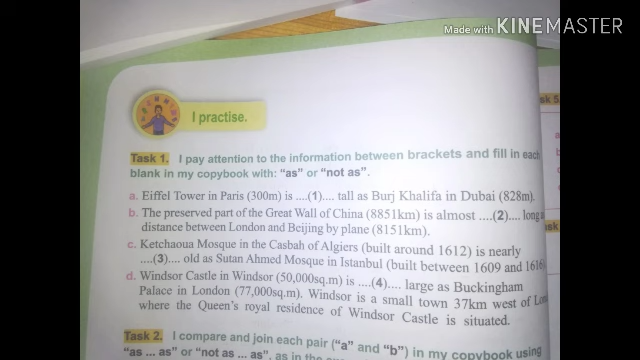 Made with KINEMASTER
I practise.
Task 1. I pay attention to the information between brackets and fill in each
blank in my copybook with: "as" or "not as".
a. Eiffel Tower in Paris (300m) is ....(1).... tall as Burj Khalifa in Dubai (828m).
b. The preserved part of the Great Wall of China (8851km) is almost ....(2).... long
distance between London and Beijing by plane (8151km).
c. Ketchaoua Mosque in the Casbah of Algiers (built around 1612) is nearly
....(3).... old as Sutan Ahmed Mosque in Istanbul (built between 1609 and 1616)
d. Windsor Castle in Windsor (50,000sq.m) is ....(4).... large as Buckingham
Palace in London (77,000sq.m). Windsor is a small town 37km west of
where the Queen's royal residence of Windsor Castle is situated.
Task 2. I compare and join each pair ("a" and "b") in my copybook using
"as ... as" or "not as ... as", as in the